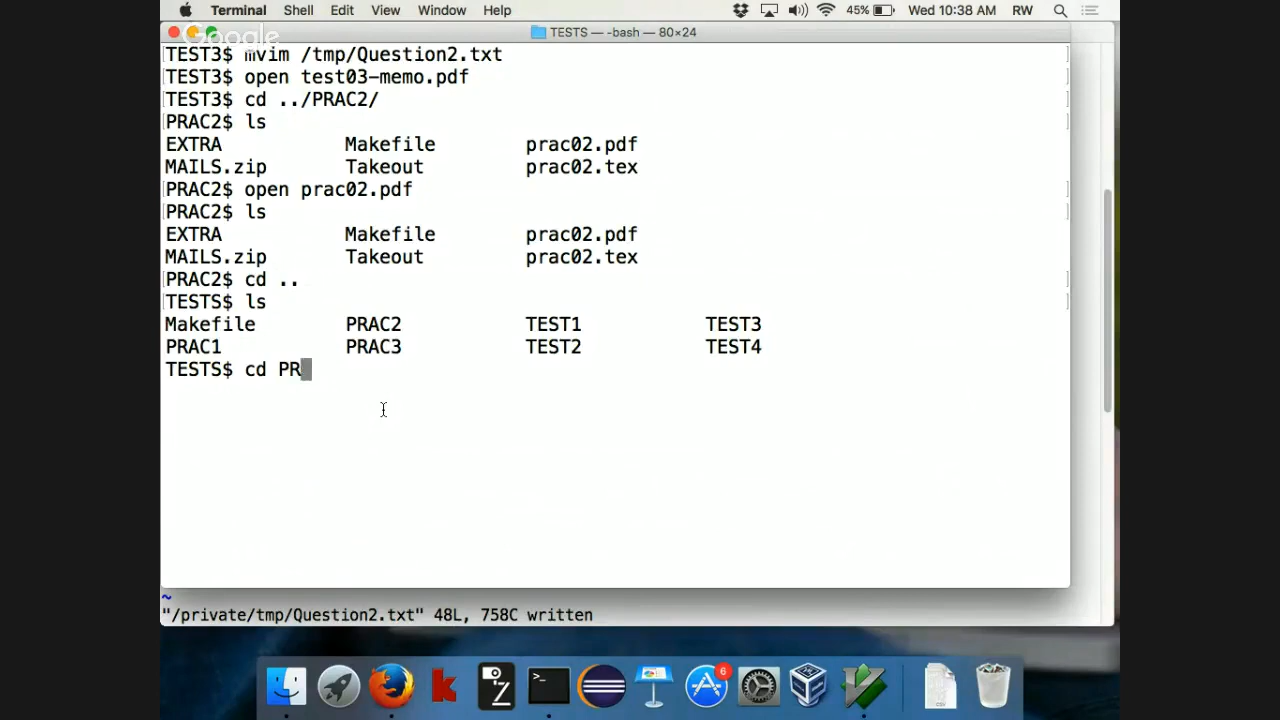 Terminal Shell Edit View Window Help 45% Wed 10:38 AM RW
Google
TESTS — -bash — 80×24
TEST3$ mvim /tmp/Question2.txt
TEST3$ open test03-memo.pdf
TEST3$ cd ../PRAC2/
PRAC2$ ls
EXTRA Makefile prac02.pdf
MAILS.zip Takeout prac02.tex
PRAC2$ open prac02.pdf
PRAC2$ ls
EXTRA Makefile prac02.pdf
MAILS.zip Takeout prac02.tex
PRAC2$ cd ..
TESTS$ ls
Makefile PRAC2 TEST1 TEST3
PRAC1 PRAC3 TEST2 TEST4
TESTS$ cd PR
~
"/private/tmp/Question2.txt" 48L, 758C written
6